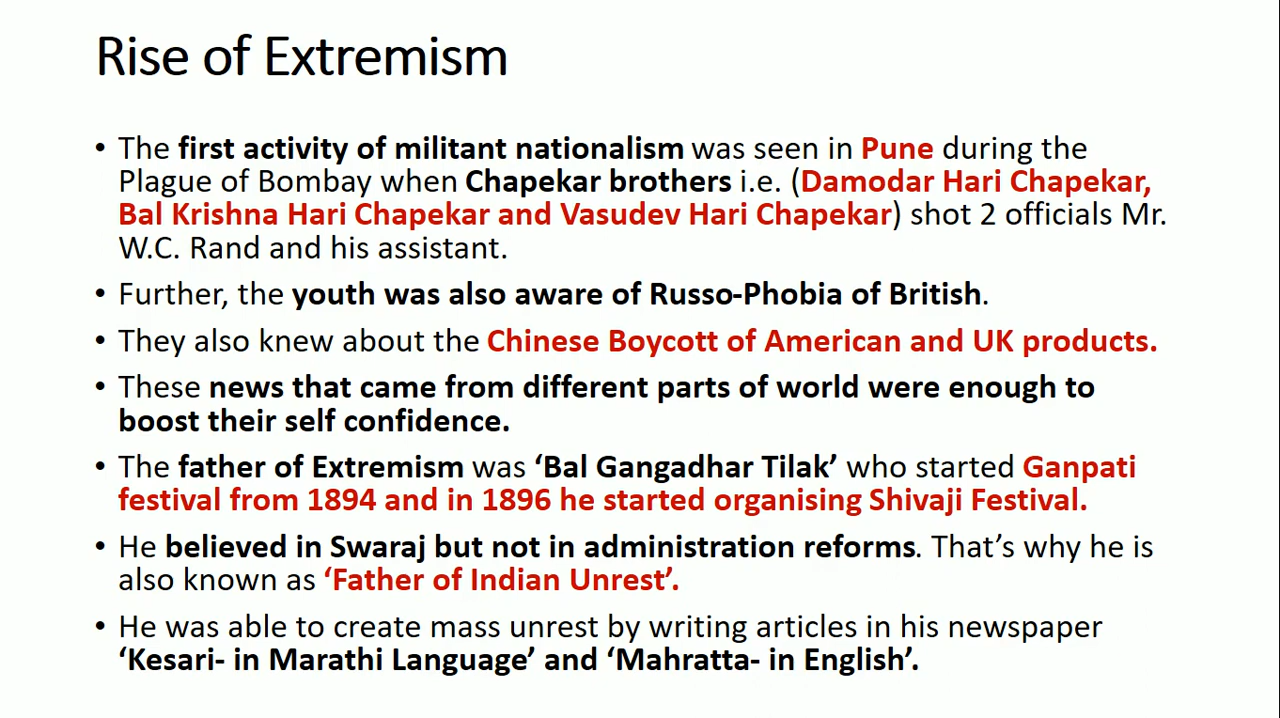 Rise of Extremism
• The first activity of militant nationalism was seen in Pune during the
Plague of Bombay when Chapekar brothers i.e. (Damodar Hari Chapekar,
Bal Krishna Hari Chapekar and Vasudev Hari Chapekar) shot 2 officials Mr.
W.C. Rand and his assistant.
• Further, the youth was also aware of Russo-Phobia of British.
• They also knew about the Chinese Boycott of American and UK products.
• These news that came from different parts of world were enough to
boost their self confidence.
• The father of Extremism was ‘Bal Gangadhar Tilak’ who started Ganpati
festival from 1894 and in 1896 he started organising Shivaji Festival.
• He believed in Swaraj but not in administration reforms. That’s why he is
also known as ‘Father of Indian Unrest’.
• He was able to create mass unrest by writing articles in his newspaper
‘Kesari- in Marathi Language’ and ‘Mahratta- in English’.